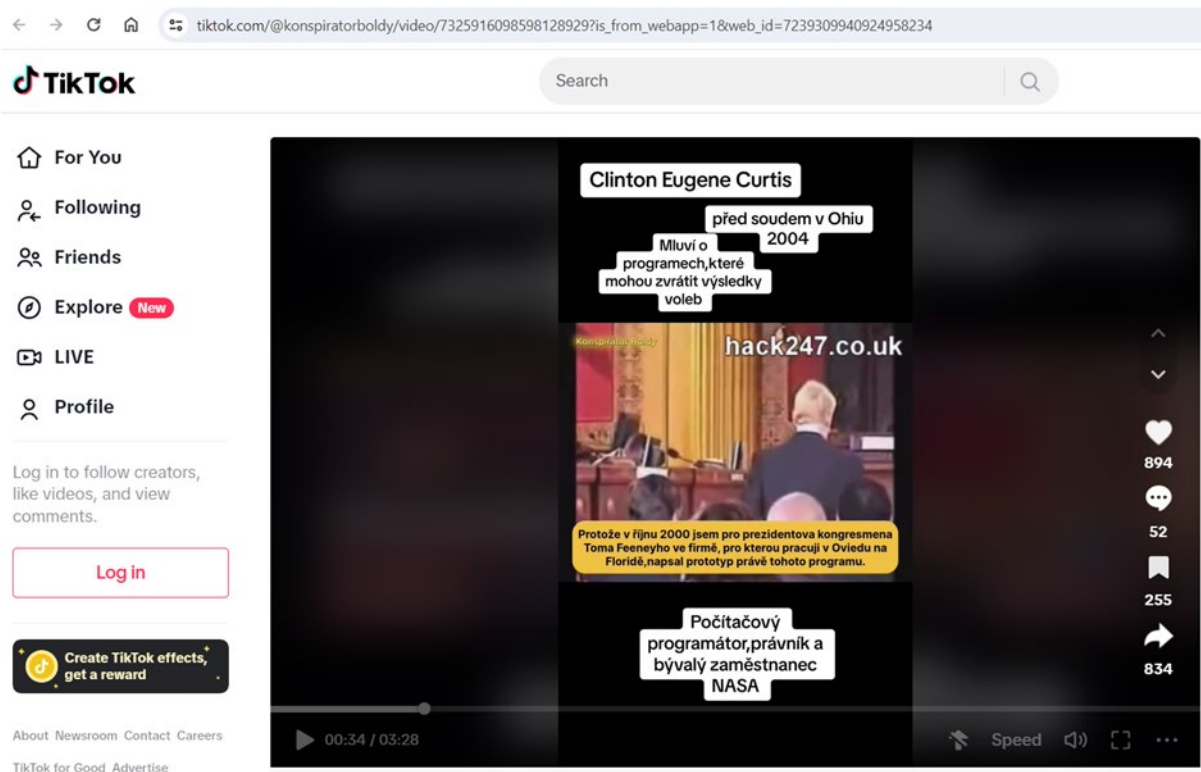 tiktok.com/@konspiratorboldy/video/7325916098598128929?is_from_webapp=1&web_id=7239309940924958234
TikTok
Search
For You
Following
Friends
Explore New
LIVE
Profile
Log in to follow creators,
like videos, and view
comments.
Log in
Create TikTok effects,
get a reward
About Newsroom Contact Careers
TikTok for Good Advertise
Clinton Eugene Curtis
před soudem v Ohiu
2004
Mluví o
programech,které
mohou zvrátit výsledky
voleb
Konspirátor Boldy
hack247.co.uk
Protože v říjnu 2000 jsem pro prezidentova kongresmena
Toma Feeneyho ve firmě, pro kterou pracuji v Oviedu na
Floridě,napsal prototyp právě tohoto programu.
Počítačový
programátor,právník a
bývalý zaměstnanec
NASA
894
52
255
834
00:34 / 03:28
Speed